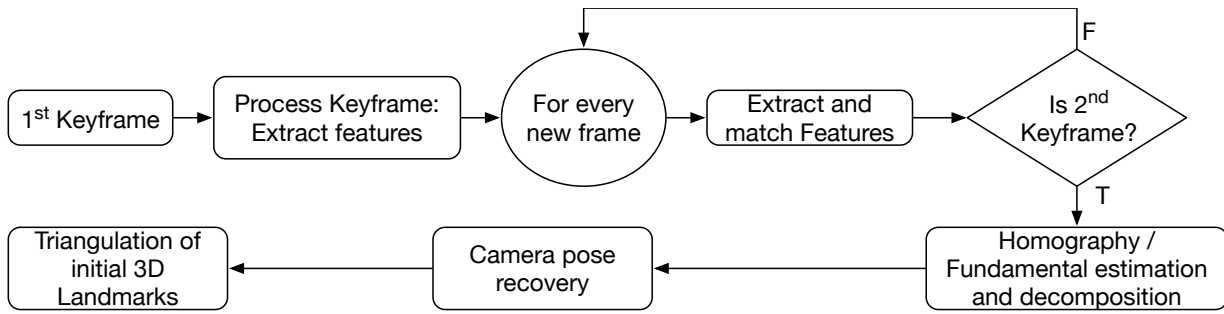 1st Keyframe
Process Keyframe:
Extract features
For every
new frame
Extract and
match Features
Is 2nd
Keyframe?
F
T
Homography /
Fundamental estimation
and decomposition
Camera pose
recovery
Triangulation of
initial 3D
Landmarks